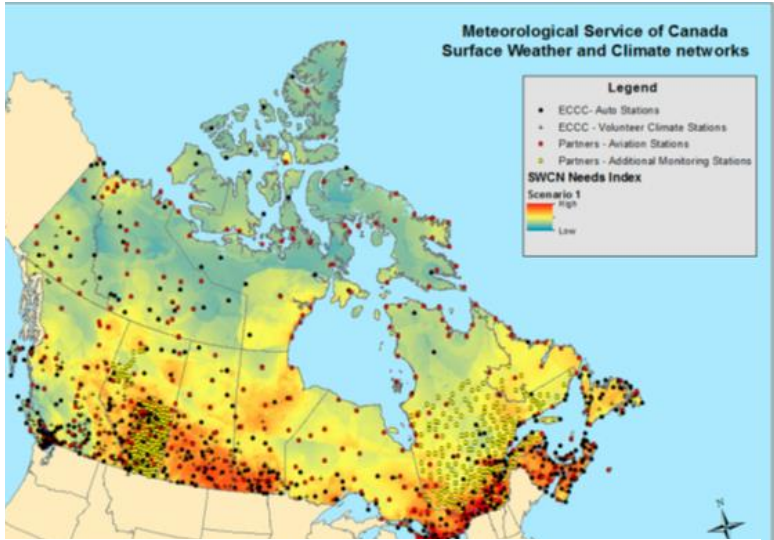 Meteorological Service of Canada
Surface Weather and Climate networks
Legend
ECCC- Auto Stations
ECCC - Volunteer Climate Stations
Partners - Aviation Stations
Partners - Additional Monitoring Stations
SWCN Needs Index
Scenario 1
High
Low
N